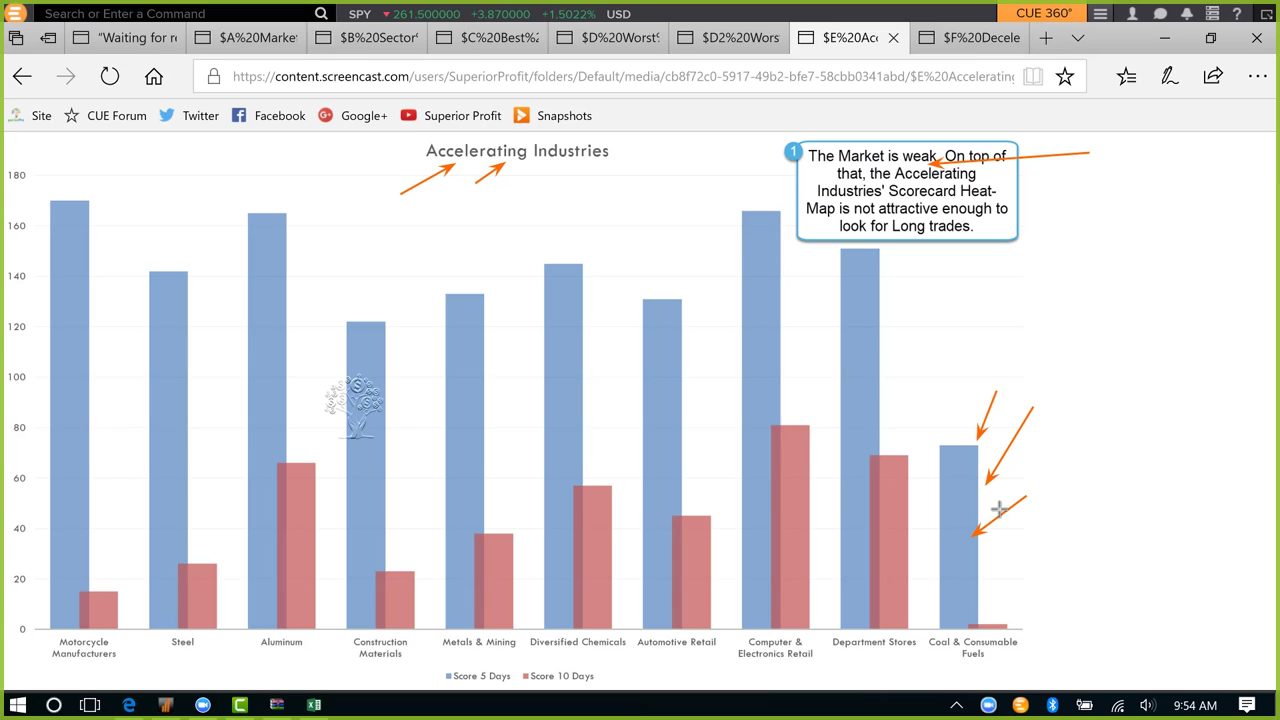 Search or Enter a Command
SPY 261.500000 +3.870000 +1.5022% USD
CUE 360°
"Waiting for re
$A%20Marke
$B%20Sector'
$C%20Best%2
$D%20Worst%
$D2%20Wors
$E%20Acc
$F%20Decele
https://content.screencast.com/users/SuperiorProfit/folders/Default/media/cb8f72c0-5917-49b2-bfe7-58cbb0341abd/$E%20Accelerating
Site
CUE Forum
Twitter
Facebook
Google+
Superior Profit
Snapshots
Accelerating Industries
1
The Market is weak. On top of
that, the Accelerating
Industries' Scorecard Heat-
Map is not attractive enough to
look for Long trades.
180
160
140
120
100
80
60
40
20
0
Motorcycle
Manufacturers
Steel
Aluminum
Construction
Materials
Metals & Mining
Diversified Chemicals
Automotive Retail
Computer &
Electronics Retail
Department Stores
Coal & Consumable
Fuels
Score 5 Days
Score 10 Days
9:54 AM